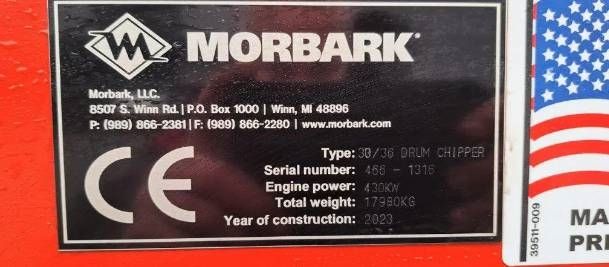 MORBARK®
Morbark, LLC.
8507 S. Winn Rd. | P.O. Box 1000 | Winn, MI 48896
P: (989) 866-2381 | F: (989) 866-2280 | www.morbark.com
CE
Type: 30/36 DRUM CHIPPER
Serial number: 466 - 1316
Engine power: 430KW
Total weight: 17980KG
Year of construction: 2023
39511-009
MA
PRI